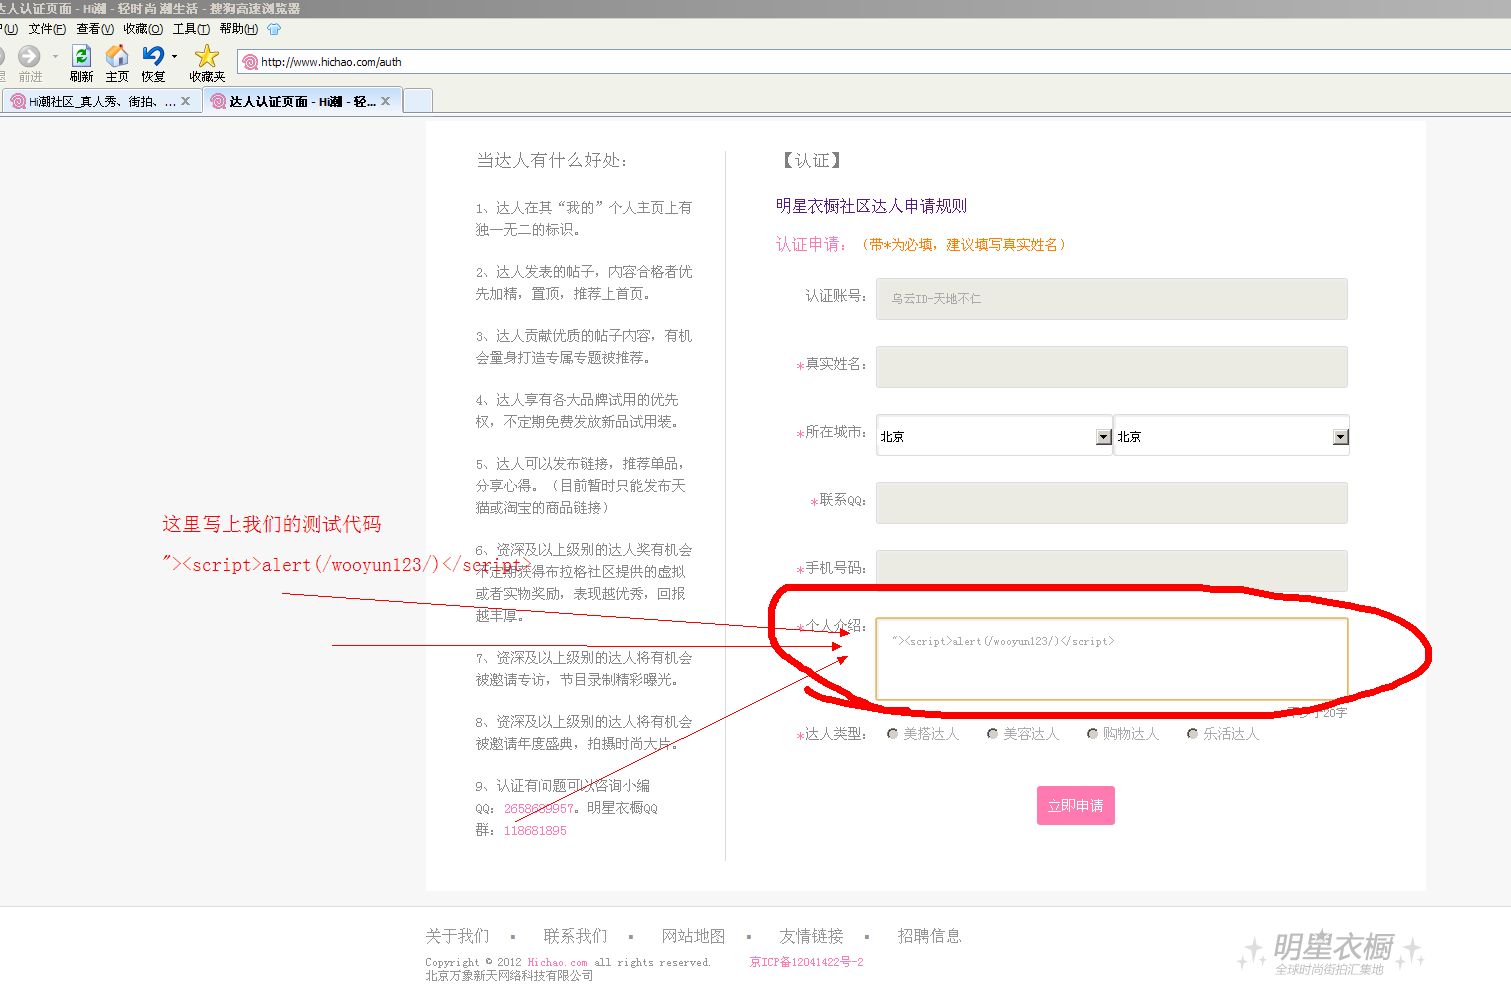 达人认证页面 - Hi潮 - 轻时尚 潮生活 - 搜狗高速浏览器
(U) 文件(F) 查看(V) 收藏(O) 工具(T) 帮助(H)
前进 刷新 主页 恢复 收藏夹 http://www.hichao.com/auth
Hi潮社区_真人秀、街拍、... 达人认证页面 - Hi潮 - 轻...
当达人有什么好处：
1、达人在其“我的”个人主页上有
独一无二的标识。
2、达人发表的帖子，内容合格者优
先加精，置顶，推荐上首页。
3、达人贡献优质的帖子内容，有机
会量身打造专属专题被推荐。
4、达人享有各大品牌试用的优先
权，不定期免费发放新品试用装。
5、达人可以发布链接，推荐单品，
分享心得。（目前暂时只能发布天
猫或淘宝的商品链接）
6、资深及以上级别的达人奖有机会
不定期获得布拉格社区提供的虚拟
或者实物奖励，表现越优秀，回报
越丰厚。
7、资深及以上级别的达人将有机会
被邀请专访，节目录制精彩曝光。
8、资深及以上级别的达人将有机会
被邀请年度盛典，拍摄时尚大片。
9、认证有问题可以咨询小编
QQ：2658689957。明星衣橱QQ
群：118681895
这里写上我们的测试代码
"><script>alert(/wooyun123/)</script>
【认证】
明星衣橱社区达人申请规则
认证申请：（带*为必填，建议填写真实姓名）
认证账号： 乌云ID-天地不仁
*真实姓名：
*所在城市： 北京 北京
*联系QQ：
*手机号码：
*个人介绍： "><script>alert(/wooyun123/)</script>
不少于20字
*达人类型： 美搭达人 美容达人 购物达人 乐活达人
立即申请
关于我们 ▪ 联系我们 ▪ 网站地图 ▪ 友情链接 ▪ 招聘信息
Copyright © 2012 Hichao.com all rights reserved. 京ICP备12041422号-2
北京万象新天网络科技有限公司
明星衣橱
全球时尚街拍汇集地